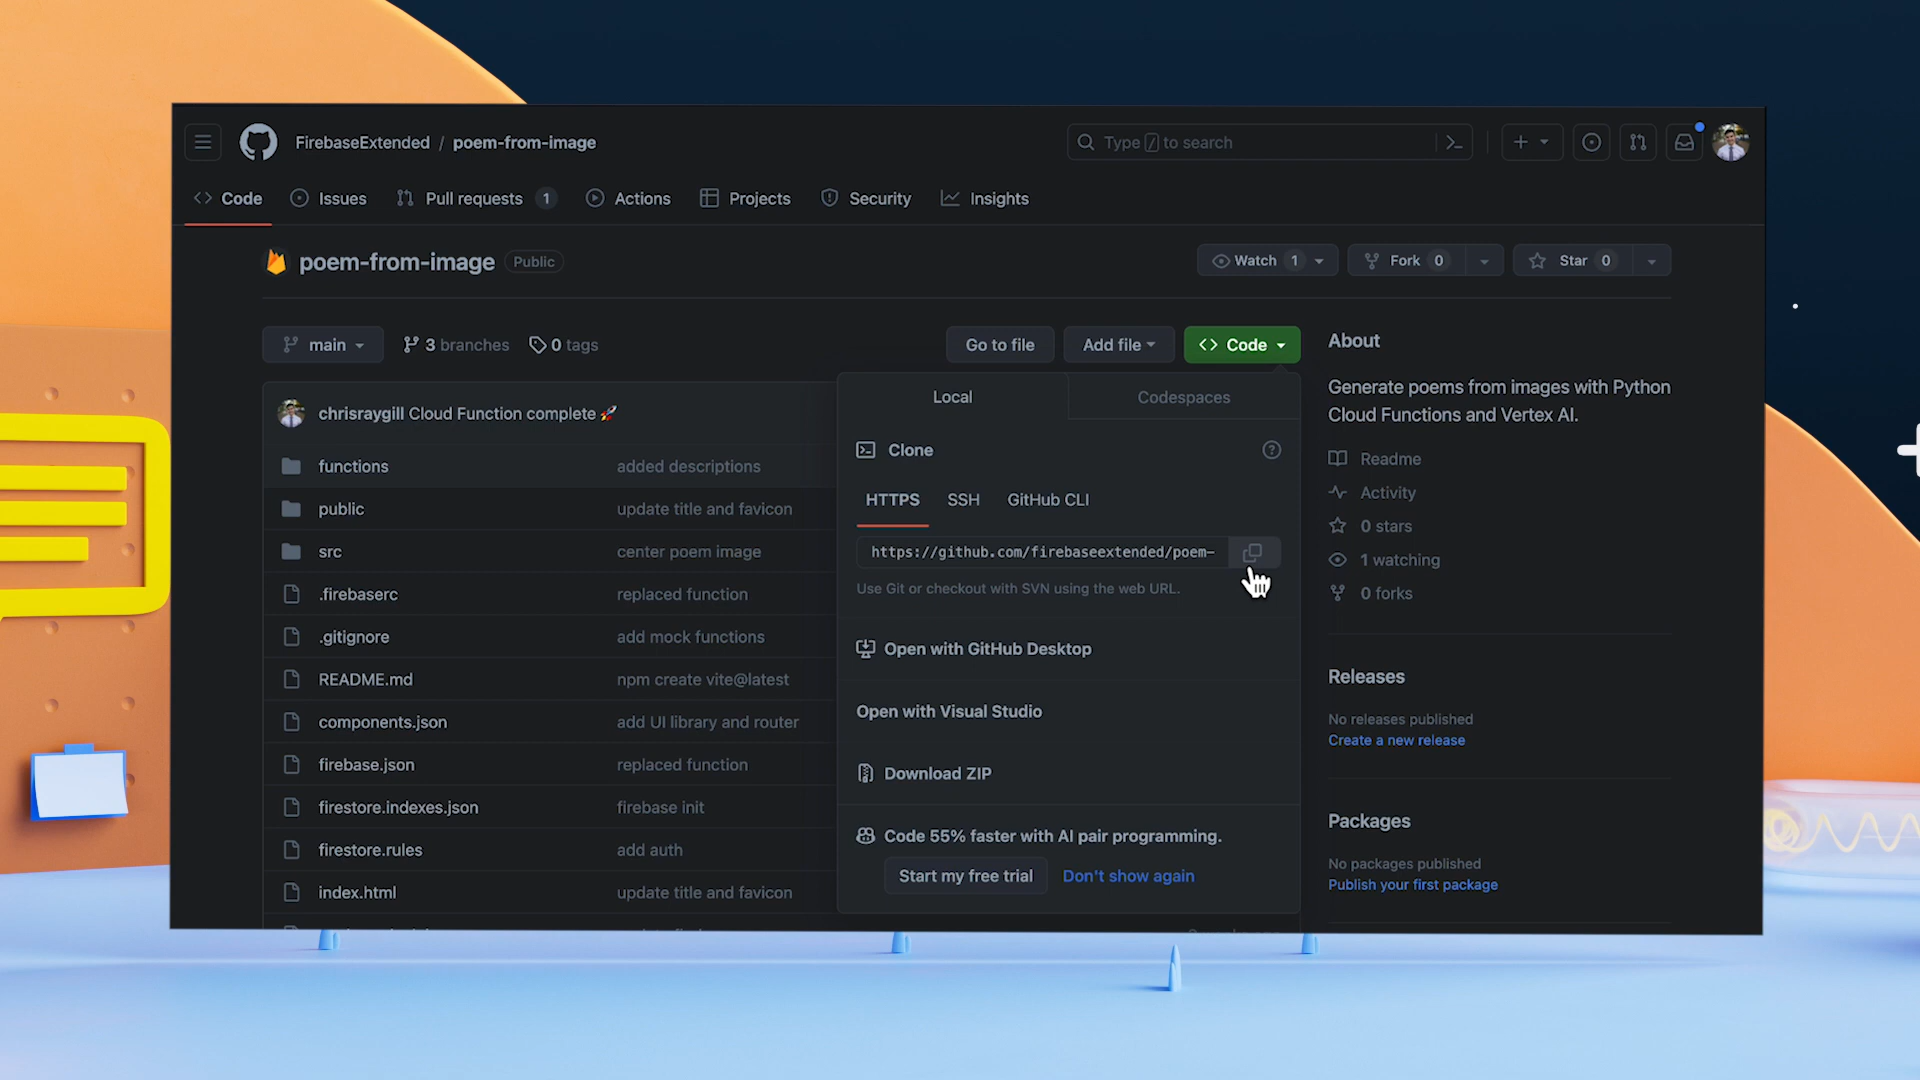 FirebaseExtended / poem-from-image
Type / to search
Code
Issues
Pull requests 1
Actions
Projects
Security
Insights
poem-from-image Public
Watch 1
Fork 0
Star 0
main
3 branches
0 tags
Go to file
Add file
Code
chrisraygill Cloud Function complete 🚀
functions added descriptions
public update title and favicon
src center poem image
.firebaserc replaced function
.gitignore add mock functions
README.md npm create vite@latest
components.json add UI library and router
firebase.json replaced function
firestore.indexes.json firebase init
firestore.rules add auth
index.html update title and favicon
Local
Codespaces
Clone
HTTPS SSH GitHub CLI
https://github.com/firebaseextended/poem-
Use Git or checkout with SVN using the web URL.
Open with GitHub Desktop
Open with Visual Studio
Download ZIP
Code 55% faster with AI pair programming.
Start my free trial
Don't show again
About
Generate poems from images with Python
Cloud Functions and Vertex AI.
Readme
Activity
0 stars
1 watching
0 forks
Releases
No releases published
Create a new release
Packages
No packages published
Publish your first package